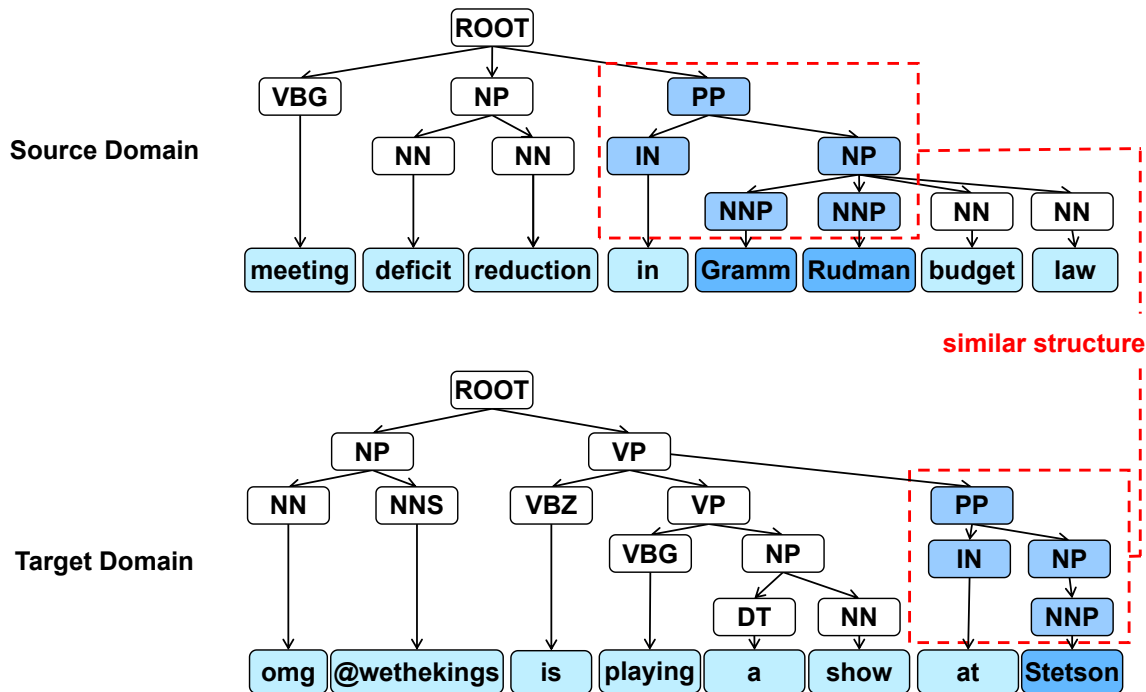 ROOT
VBG NP PP
Source Domain
NN NN IN NP
NNP NNP NN NN
meeting deficit reduction in Gramm Rudman budget law
similar structure
ROOT
NP VP
NN NNS VBZ VP PP
Target Domain
VBG NP IN NP
DT NN NNP
omg @wethekings is playing a show at Stetson